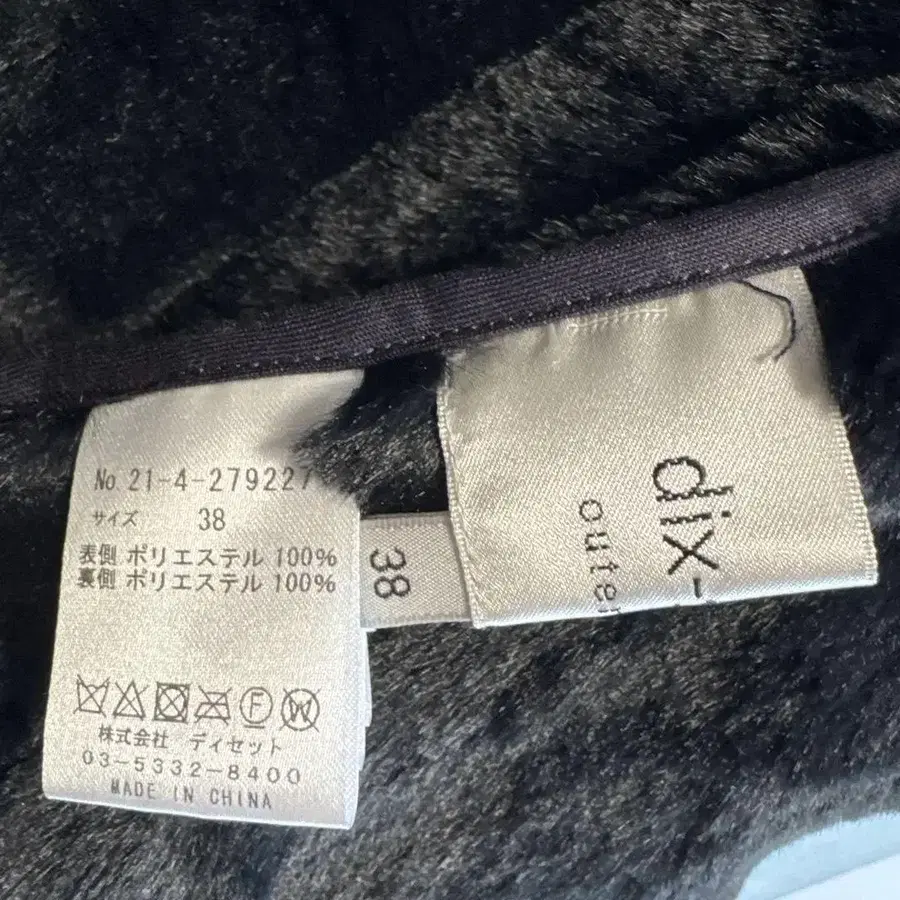 No. 21-4-279227
サイズ 38
表側 ポリエステル 100%
裏側 ポリエステル 100%
F W
株式会社 ディセット
03-5332-8400
MADE IN CHINA
38
dix-
outer